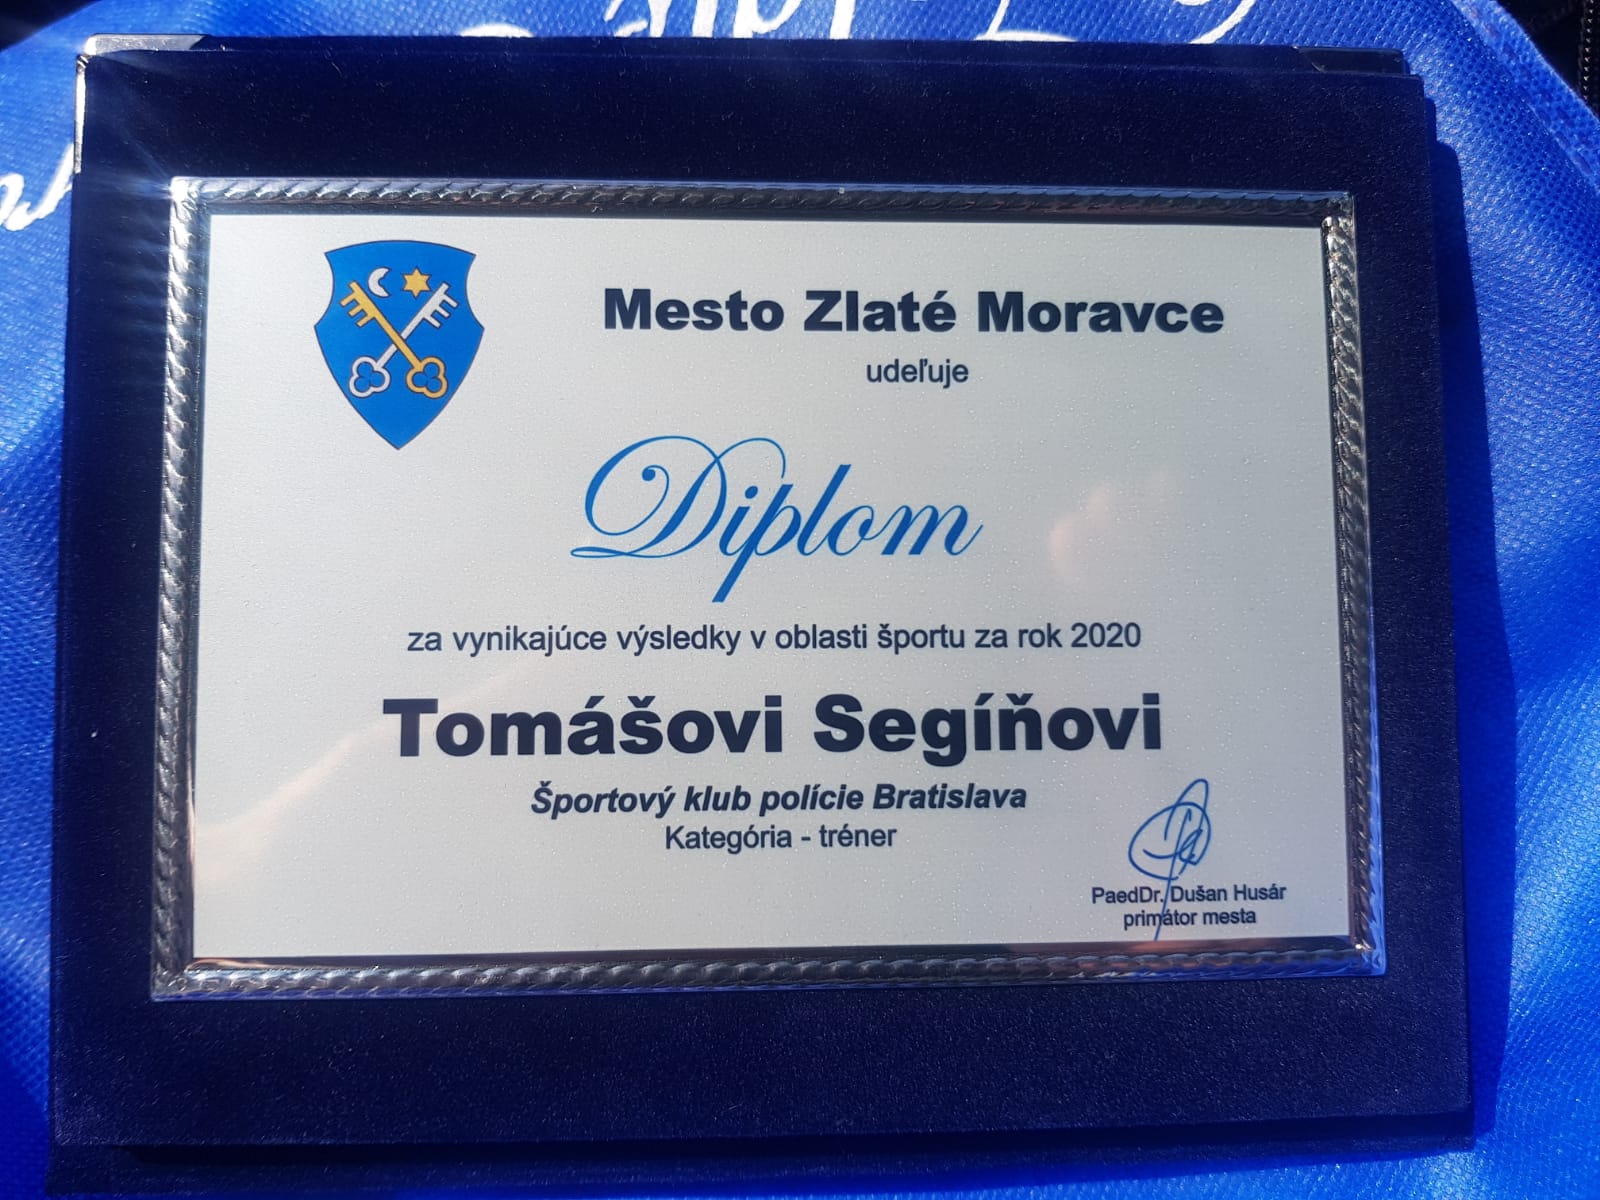 Mesto Zlaté Moravce
udeľuje
Diplom
za vynikajúce výsledky v oblasti športu za rok 2020
Tomášovi Segíňovi
Športový klub polície Bratislava
Kategória - tréner
PaedDr. Dušan Husár
primátor mesta